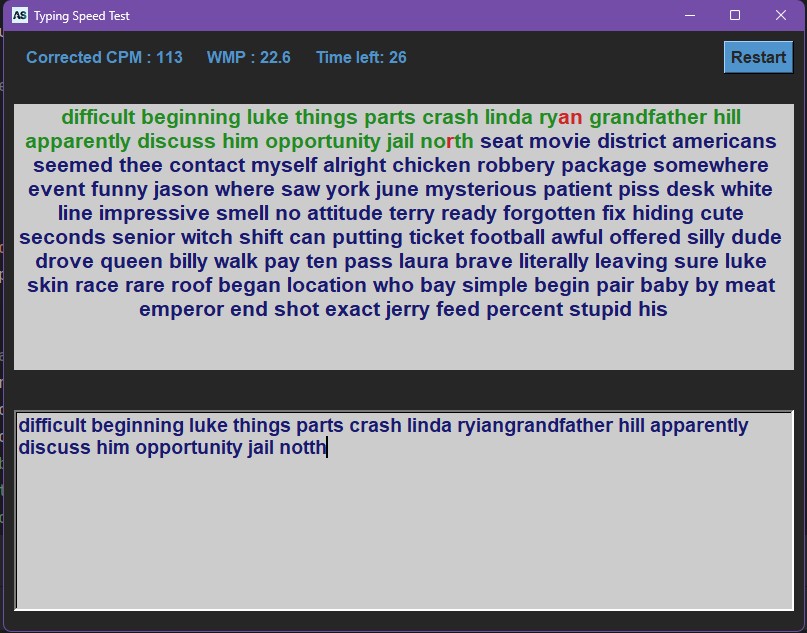 AS Typing Speed Test
Corrected CPM : 113 WMP : 22.6 Time left: 26 Restart
difficult beginning luke things parts crash linda ryan grandfather hill
apparently discuss him opportunity jail north seat movie district americans
seemed thee contact myself alright chicken robbery package somewhere
event funny jason where saw york june mysterious patient piss desk white
line impressive smell no attitude terry ready forgotten fix hiding cute
seconds senior witch shift can putting ticket football awful offered silly dude
drove queen billy walk pay ten pass laura brave literally leaving sure luke
skin race rare roof began location who bay simple begin pair baby by meat
emperor end shot exact jerry feed percent stupid his
difficult beginning luke things parts crash linda ryiangrandfather hill apparently
discuss him opportunity jail notth